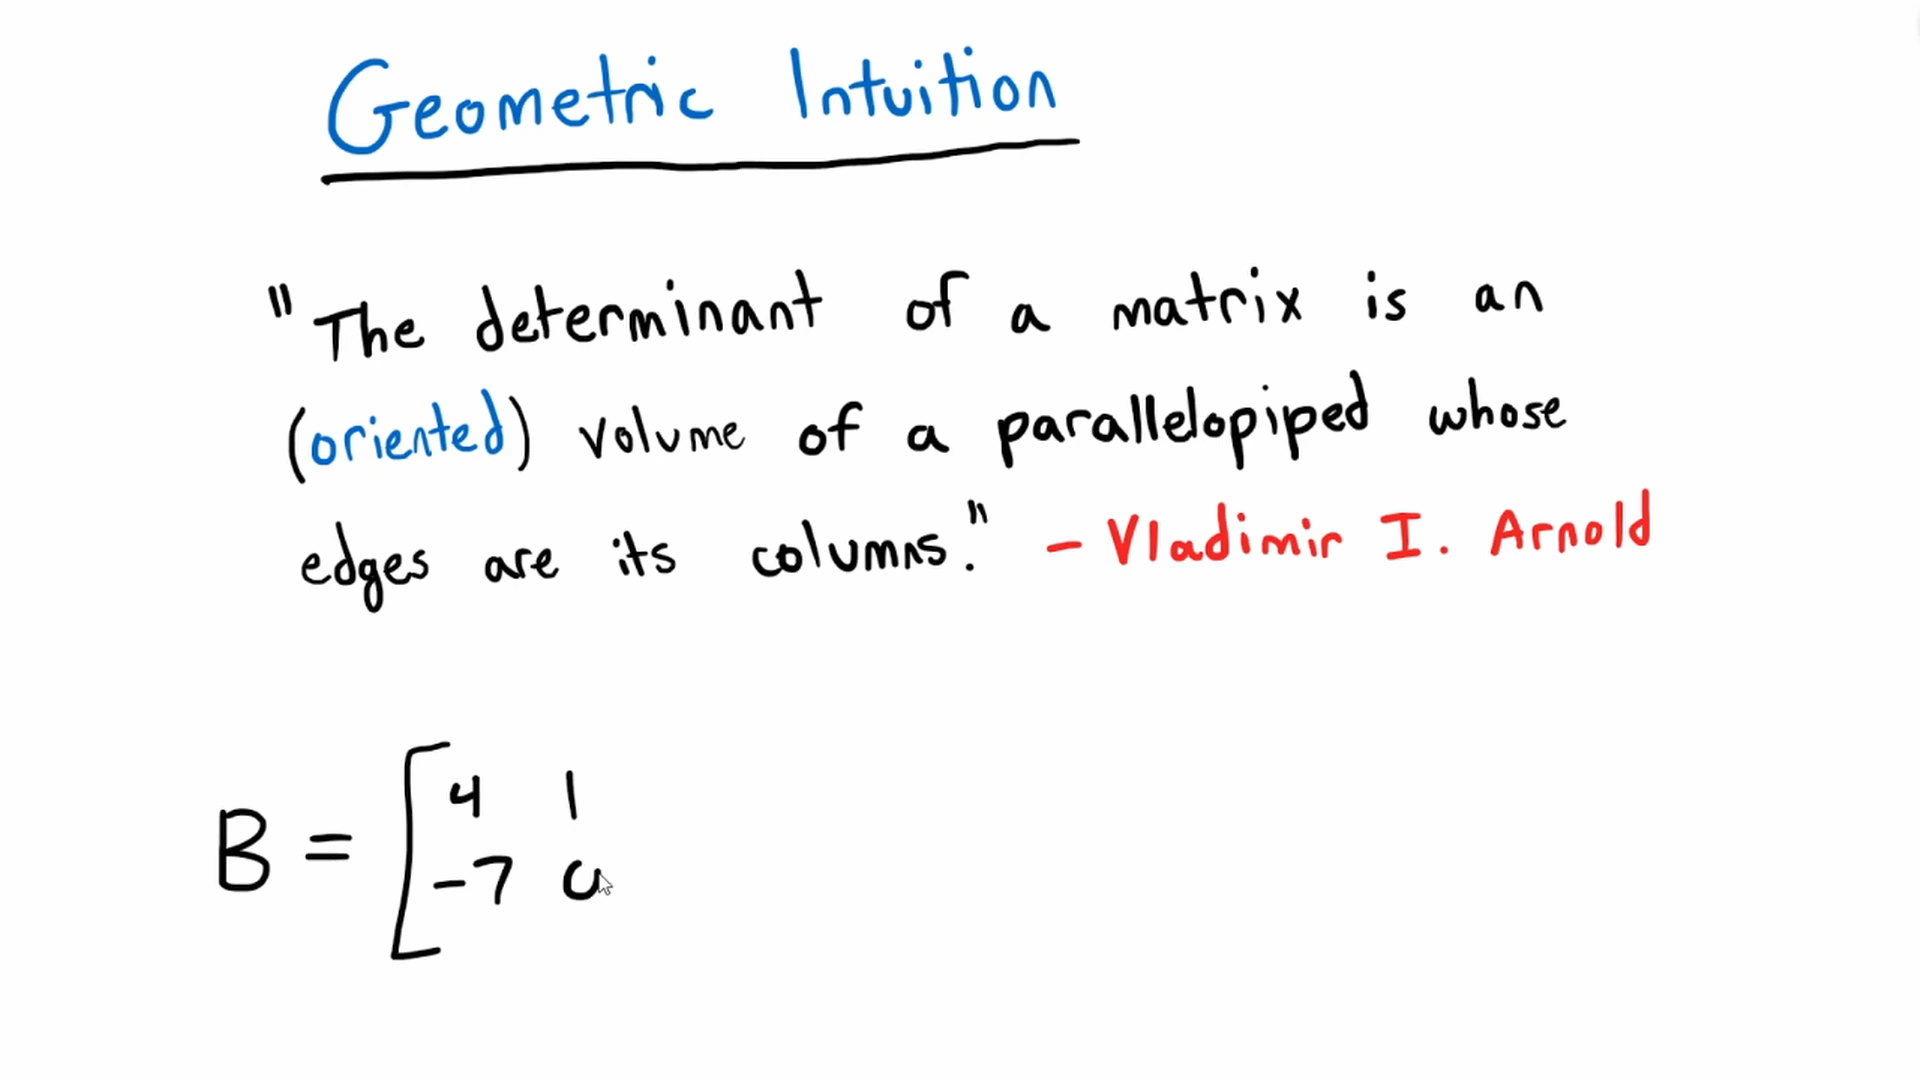 Geometric Intuition
"The determinant of a matrix is an
(oriented) volume of a parallelopiped whose
edges are its columns." - Vladimir I. Arnold
B = [ 4 1
-7